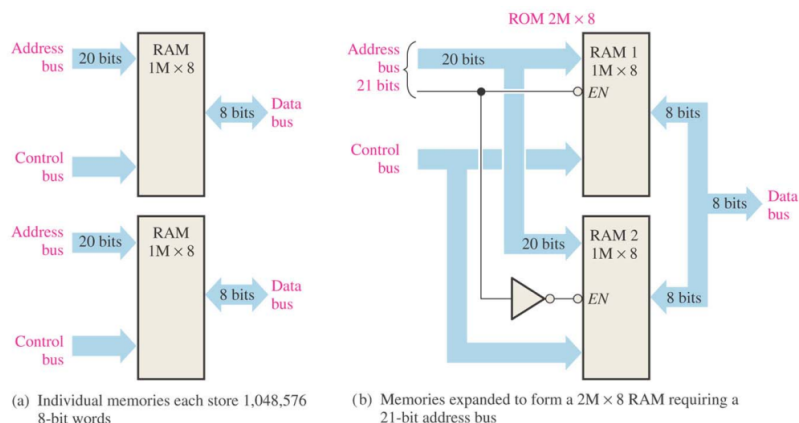 Address
bus
20 bits
RAM
1M × 8
8 bits
Data
bus
Control
bus
Address
bus
20 bits
RAM
1M × 8
8 bits
Data
bus
Control
bus
(a) Individual memories each store 1,048,576
8-bit words
ROM 2M × 8
Address
bus
21 bits
20 bits
RAM 1
1M × 8
EN
8 bits
Control
bus
8 bits
Data
bus
20 bits
RAM 2
1M × 8
EN
8 bits
(b) Memories expanded to form a 2M × 8 RAM requiring a
21-bit address bus